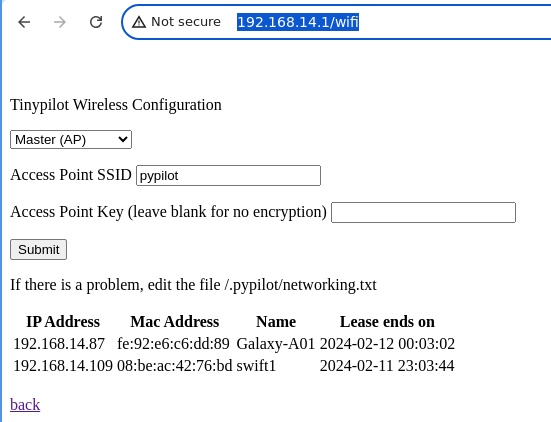 Not secure 192.168.14.1/wifi
Tinypilot Wireless Configuration
Master (AP)
Access Point SSID pypilot
Access Point Key (leave blank for no encryption)
Submit
If there is a problem, edit the file /.pypilot/networking.txt
IP Address Mac Address Name Lease ends on
192.168.14.87 fe:92:e6:c6:dd:89 Galaxy-A01 2024-02-12 00:03:02
192.168.14.109 08:be:ac:42:76:bd swift1 2024-02-11 23:03:44
back